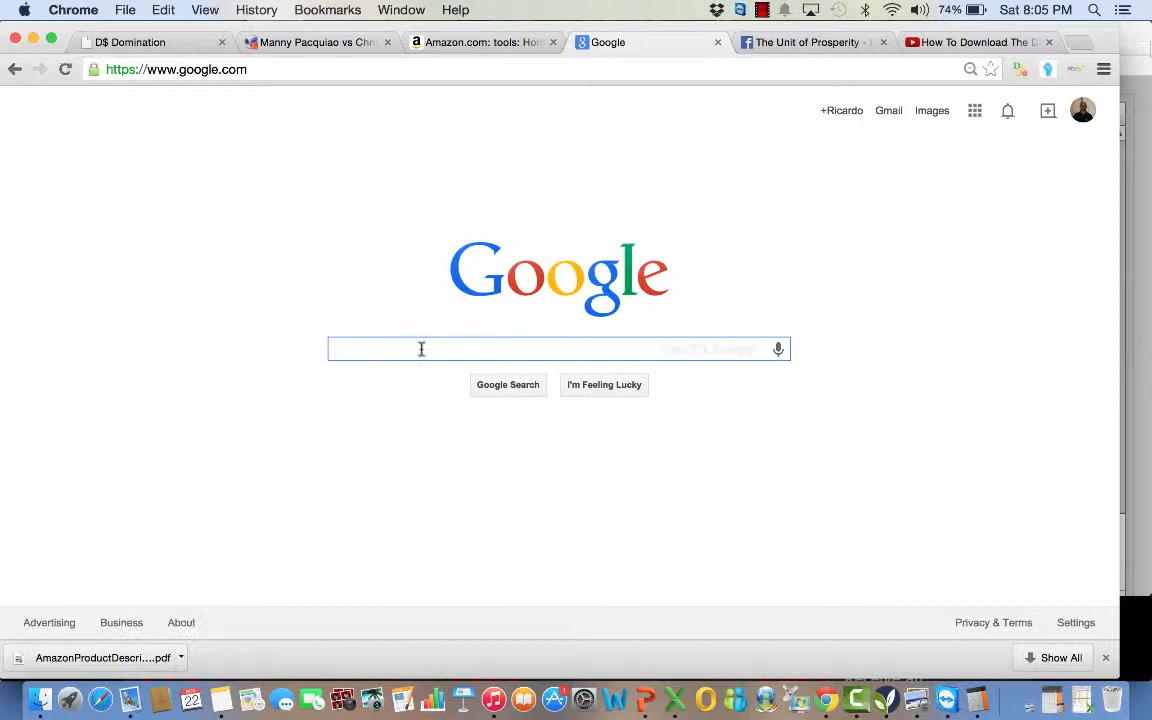 Chrome File Edit View History Bookmarks Window Help 74% Sat 8:05 PM
D$ Domination Manny Pacquiao vs Chr Amazon.com: tools: Hom Google The Unit of Prosperity - How To Download The D
https://www.google.com
+Ricardo Gmail Images
Google
Google Search I'm Feeling Lucky
Advertising Business About Privacy & Terms Settings
AmazonProductDescri....pdf Show All